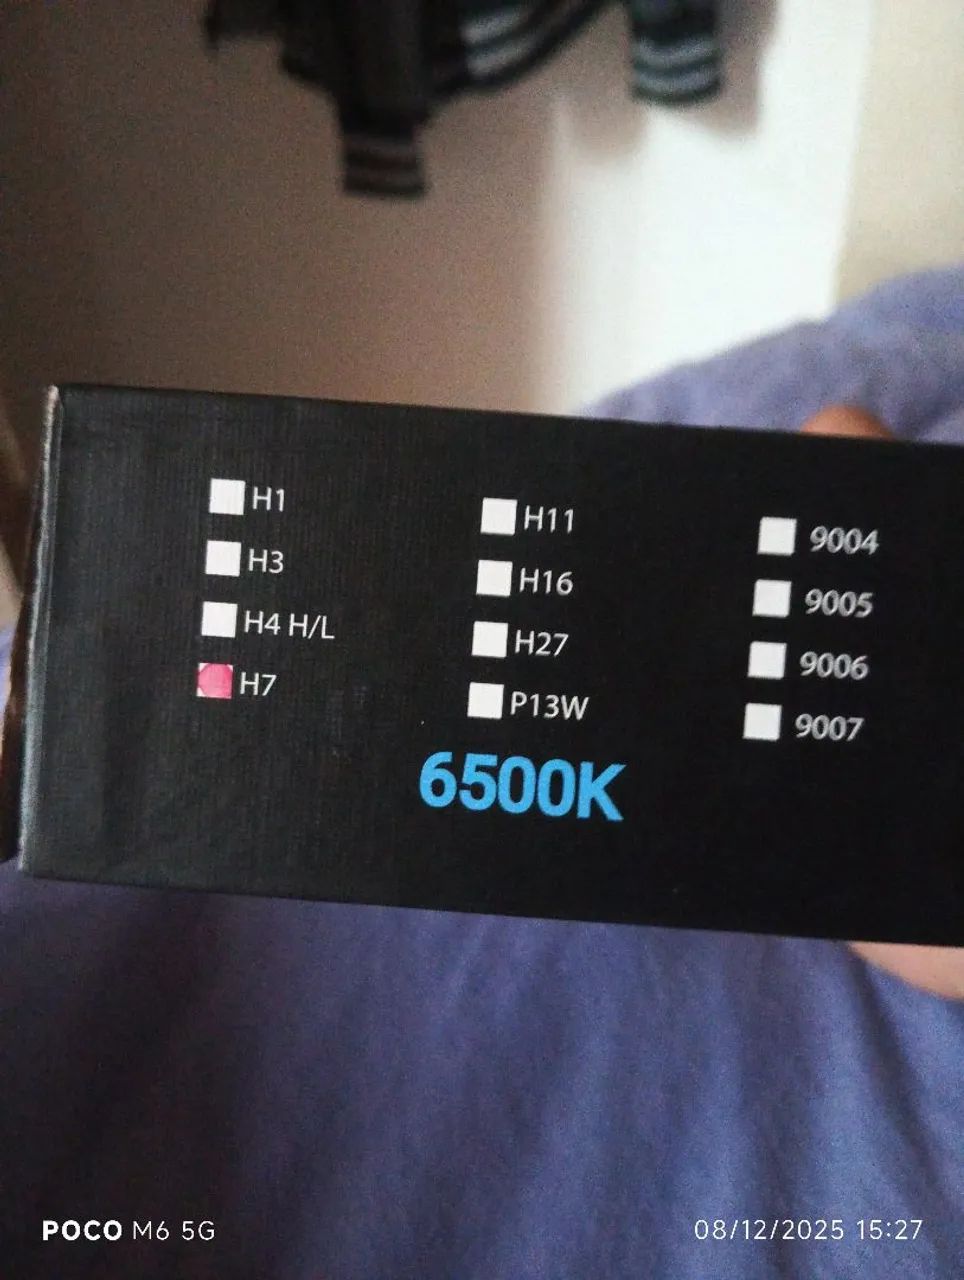 H1
H3
H4 H/L
H7
H11
H16
H27
P13W
9004
9005
9006
9007
6500K
POCO M6 5G
08/12/2025 15:27